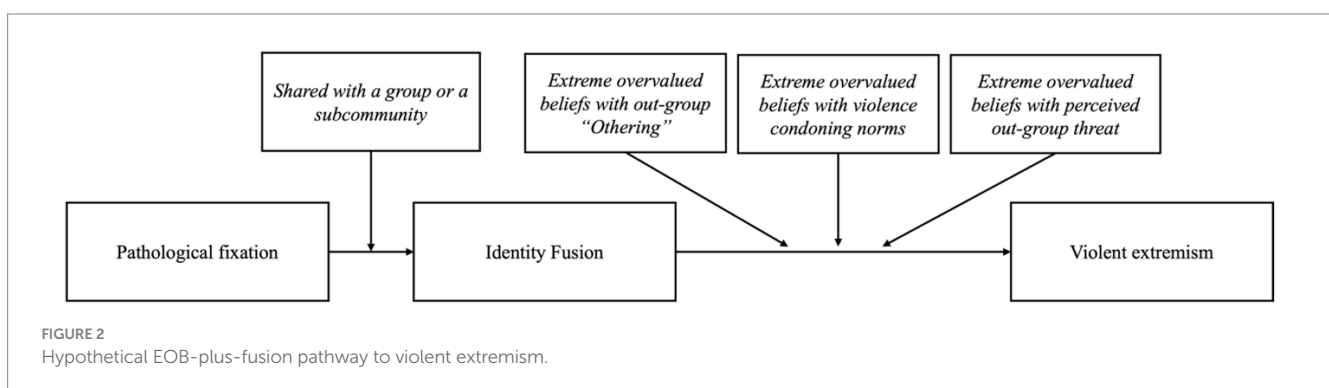 Shared with a group or a
subcommunity
Extreme overvalued
beliefs with out-group
“Othering”
Extreme overvalued
beliefs with violence
condoning norms
Extreme overvalued
beliefs with perceived
out-group threat
Pathological fixation
Identity Fusion
Violent extremism
FIGURE 2
Hypothetical EOB-plus-fusion pathway to violent extremism.